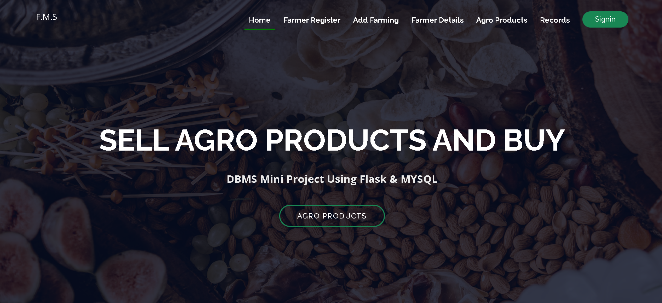 F.M.S
Home Farmer Register Add Farming Farmer Details Agro Products Records Signin
SELL AGRO PRODUCTS AND BUY
DBMS Mini Project Using Flask & MYSQL
AGRO PRODUCTS